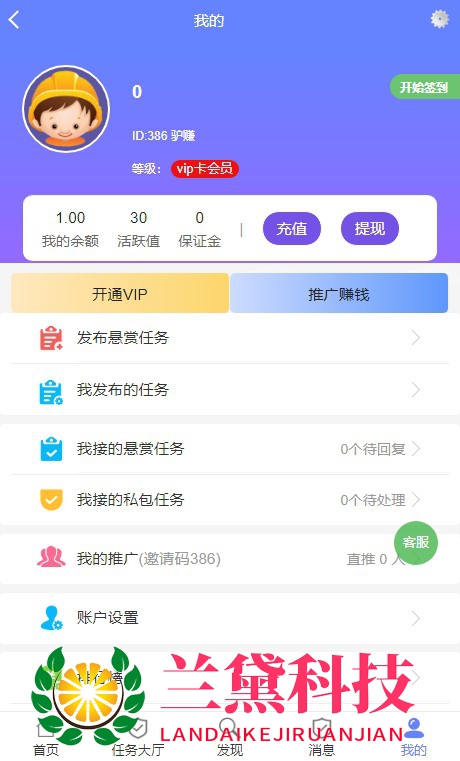 我的
0
开始签到
ID:386 驴赚
等级： vip卡会员
1.00 30 0
我的余额 活跃值 保证金 | 充值 提现
开通VIP 推广赚钱
发布悬赏任务
我发布的任务
我接的悬赏任务 0个待回复
我接的私包任务 0个待处理
客服
我的推广(邀请码386) 直推 0 人
账户设置
排行榜
兰黛科技
LANDAIKEJIRUANJIAN
首页 任务大厅 发现 消息 我的